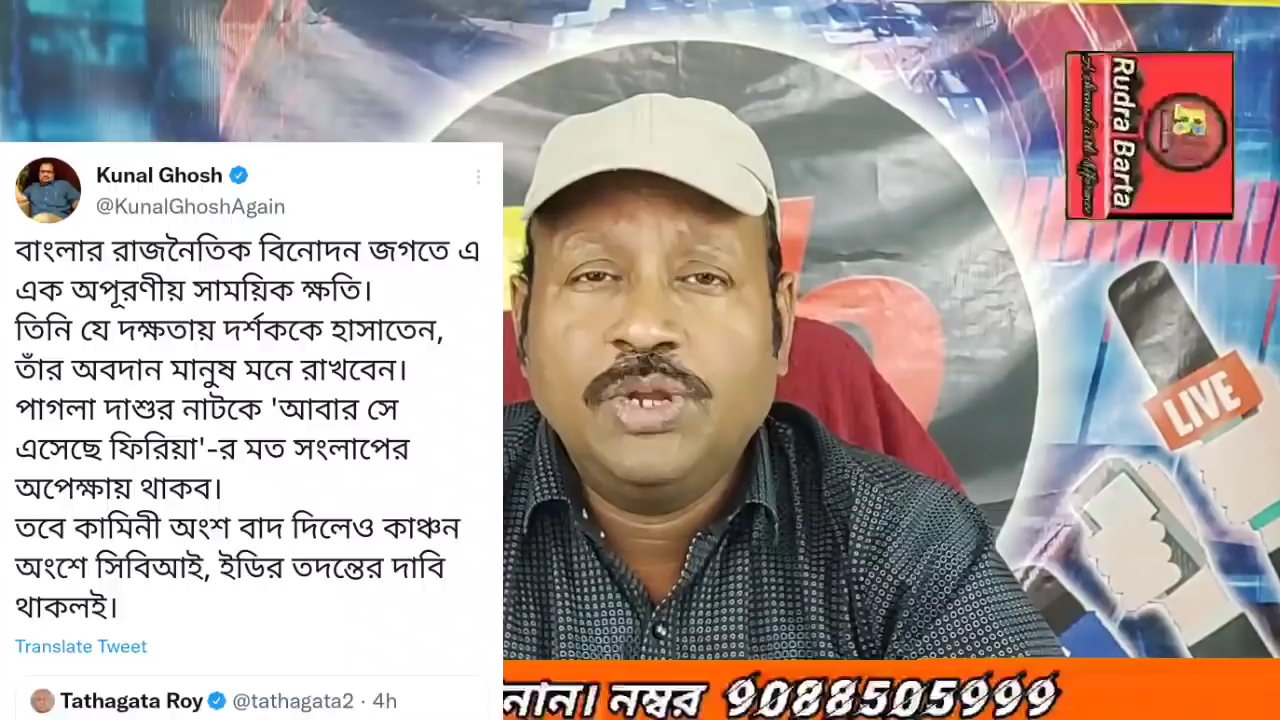 Kunal Ghosh
@KunalGhoshAgain
বাংলার রাজনৈতিক বিনোদন জগতে এ
এক অপূরণীয় সাময়িক ক্ষতি।
তিনি যে দক্ষতায় দর্শককে হাসাতেন,
তাঁর অবদান মানুষ মনে রাখবেন।
পাগলা দাশুর নাটকে 'আবার সে
এসেছে ফিরিয়া'-র মত সংলাপের
অপেক্ষায় থাকব।
তবে কামিনী অংশ বাদ দিলেও কাঞ্চন
অংশে সিবিআই, ইডির তদন্তের দাবি
থাকলই।
Translate Tweet
Tathagata Roy @tathagata2 · 4h
Rudra Barta
LIVE
নান। নম্বর 9088505999